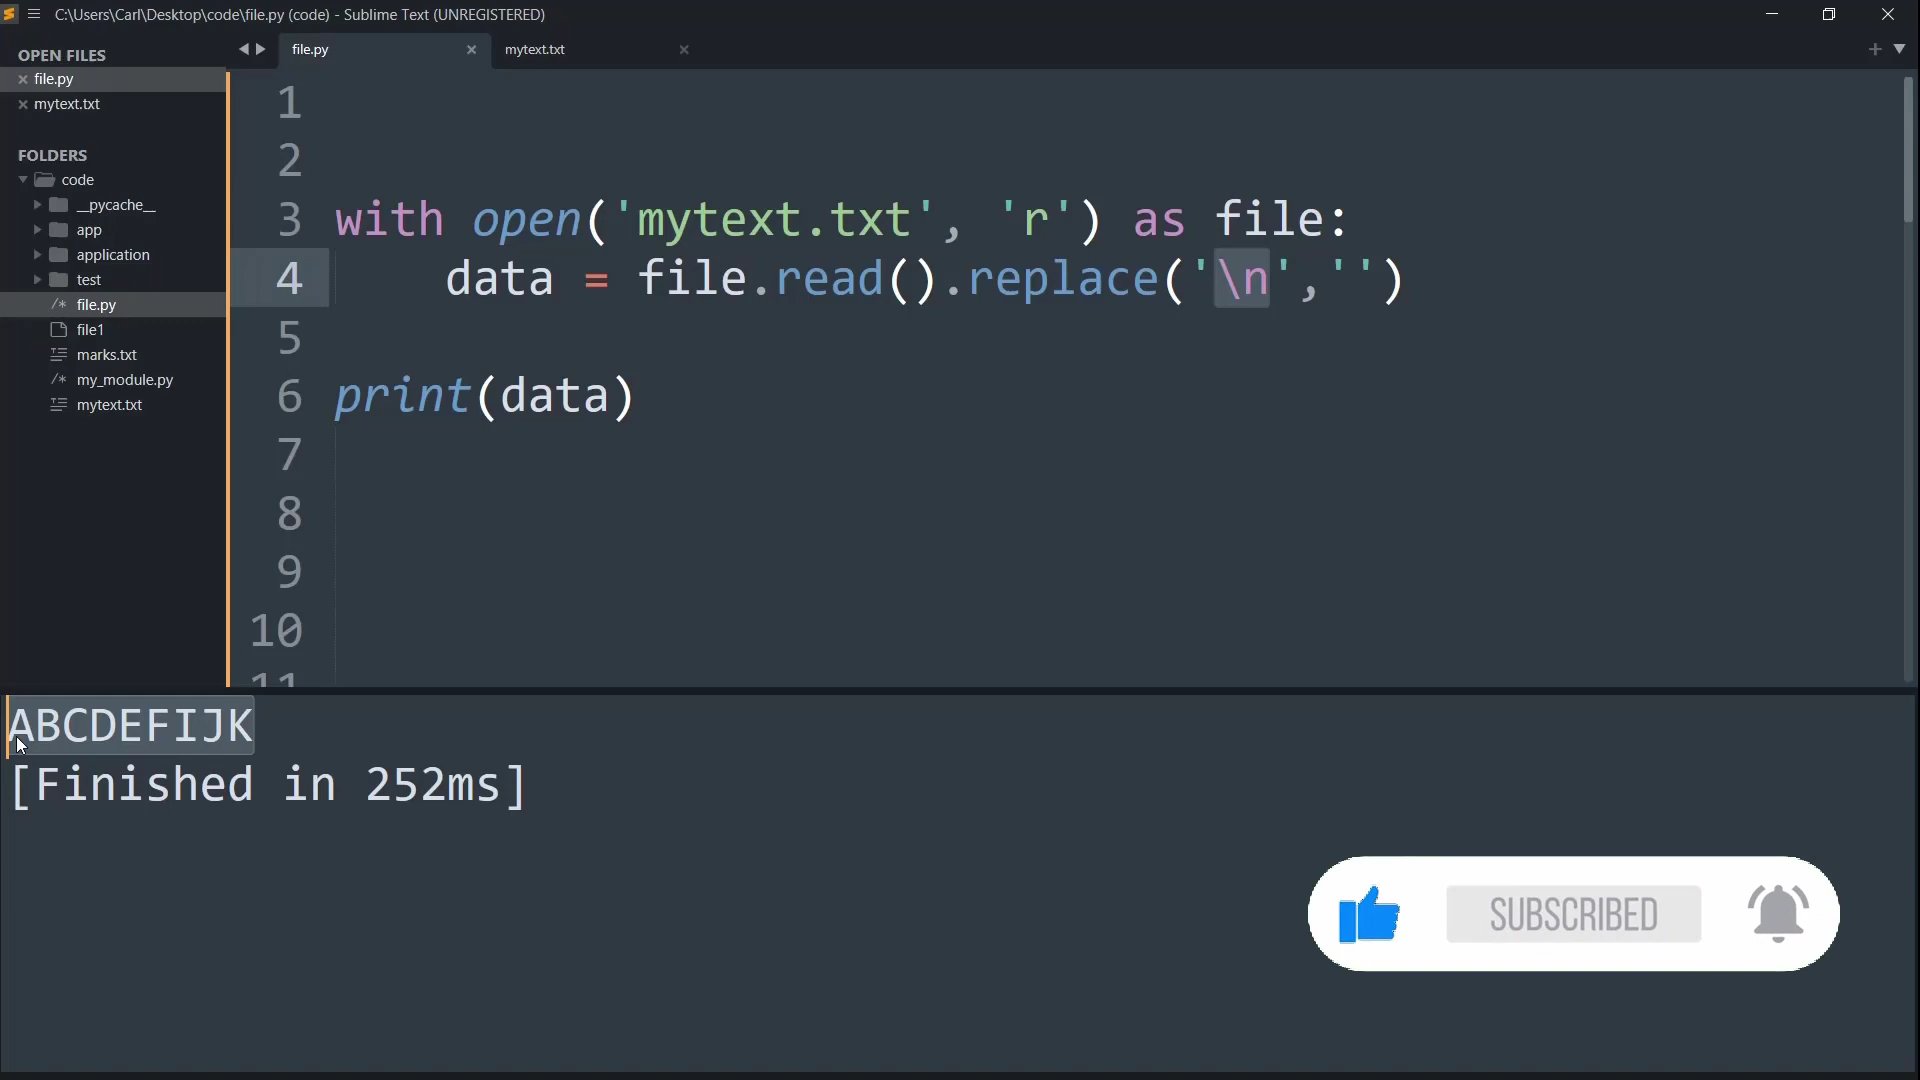 C:\Users\Carl\Desktop\code\file.py (code) - Sublime Text (UNREGISTERED)
OPEN FILES
file.py
mytext.txt
FOLDERS
code
__pycache__
app
application
test
file.py
file1
marks.txt
my_module.py
mytext.txt
file.py
mytext.txt
1
2
3 with open('mytext.txt', 'r') as file:
4     data = file.read().replace('\n','')
5
6 print(data)
7
8
9
10
11
ABCDEFIJK
[Finished in 252ms]
SUBSCRIBED